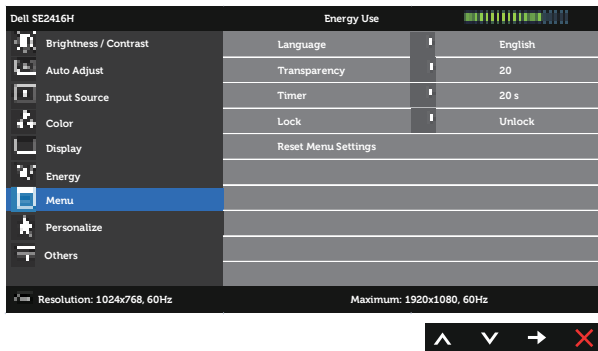 Dell SE2416H Energy Use
Brightness / Contrast Language English
Auto Adjust Transparency 20
Input Source Timer 20 s
Color Lock Unlock
Display Reset Menu Settings
Energy
Menu
Personalize
Others
Resolution: 1024x768, 60Hz Maximum: 1920x1080, 60Hz